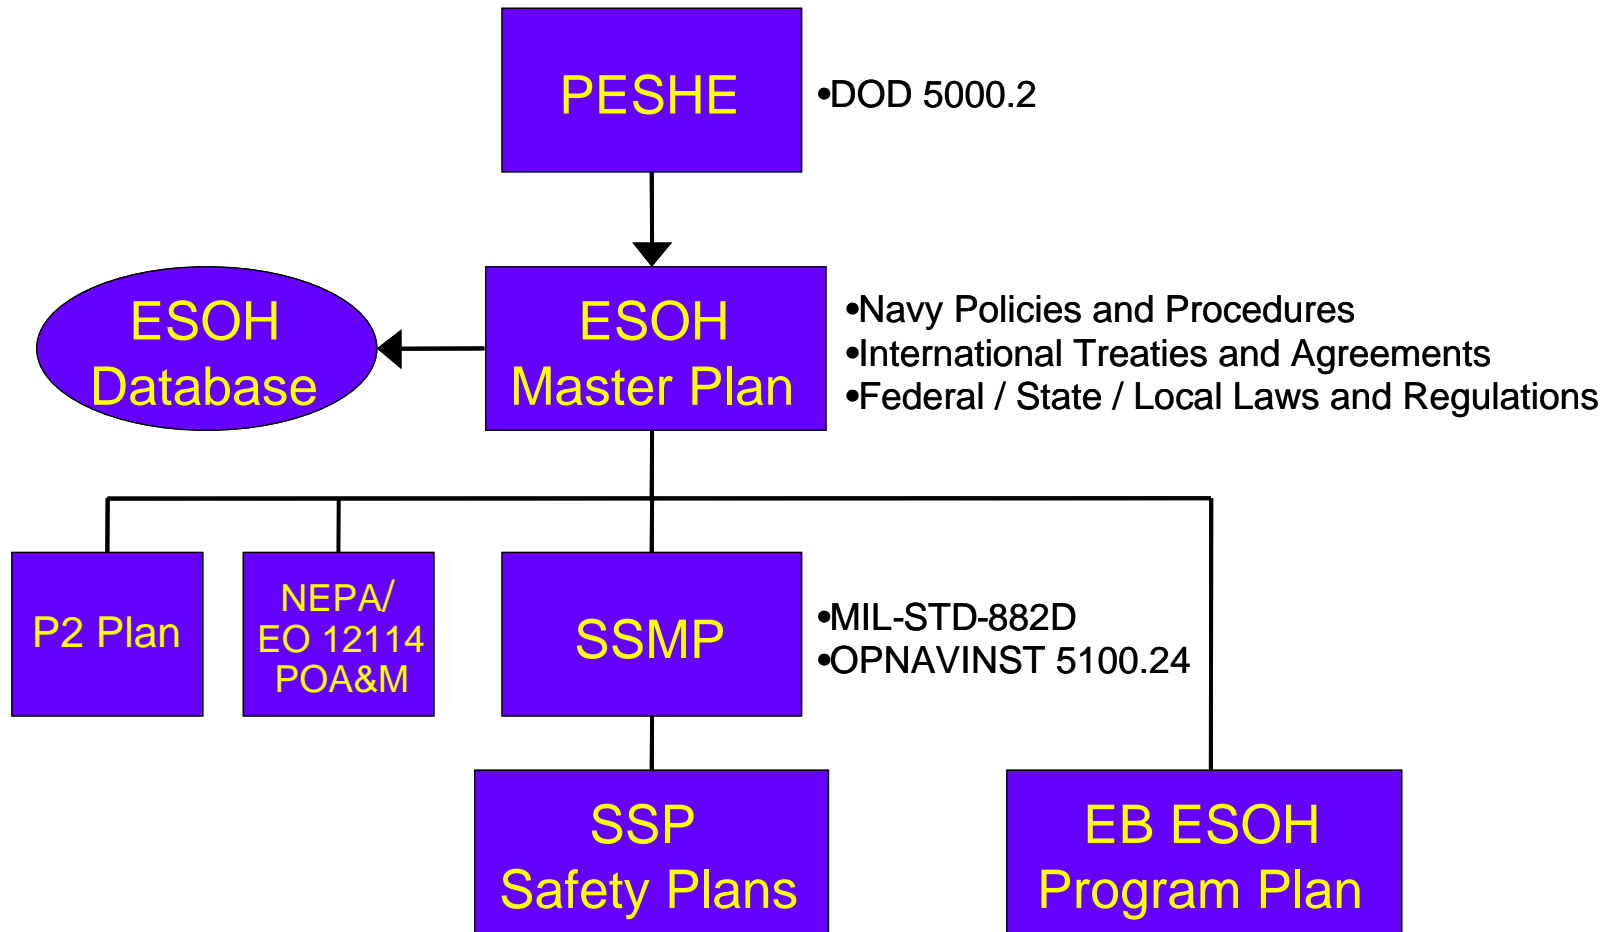 PESHE
•DOD 5000.2
ESOH
Database
ESOH
Master Plan
•Navy Policies and Procedures
•International Treaties and Agreements
•Federal / State / Local Laws and Regulations
P2 Plan
NEPA/
EO 12114
POA&M
SSMP
•MIL-STD-882D
•OPNAVINST 5100.24
SSP
Safety Plans
EB ESOH
Program Plan